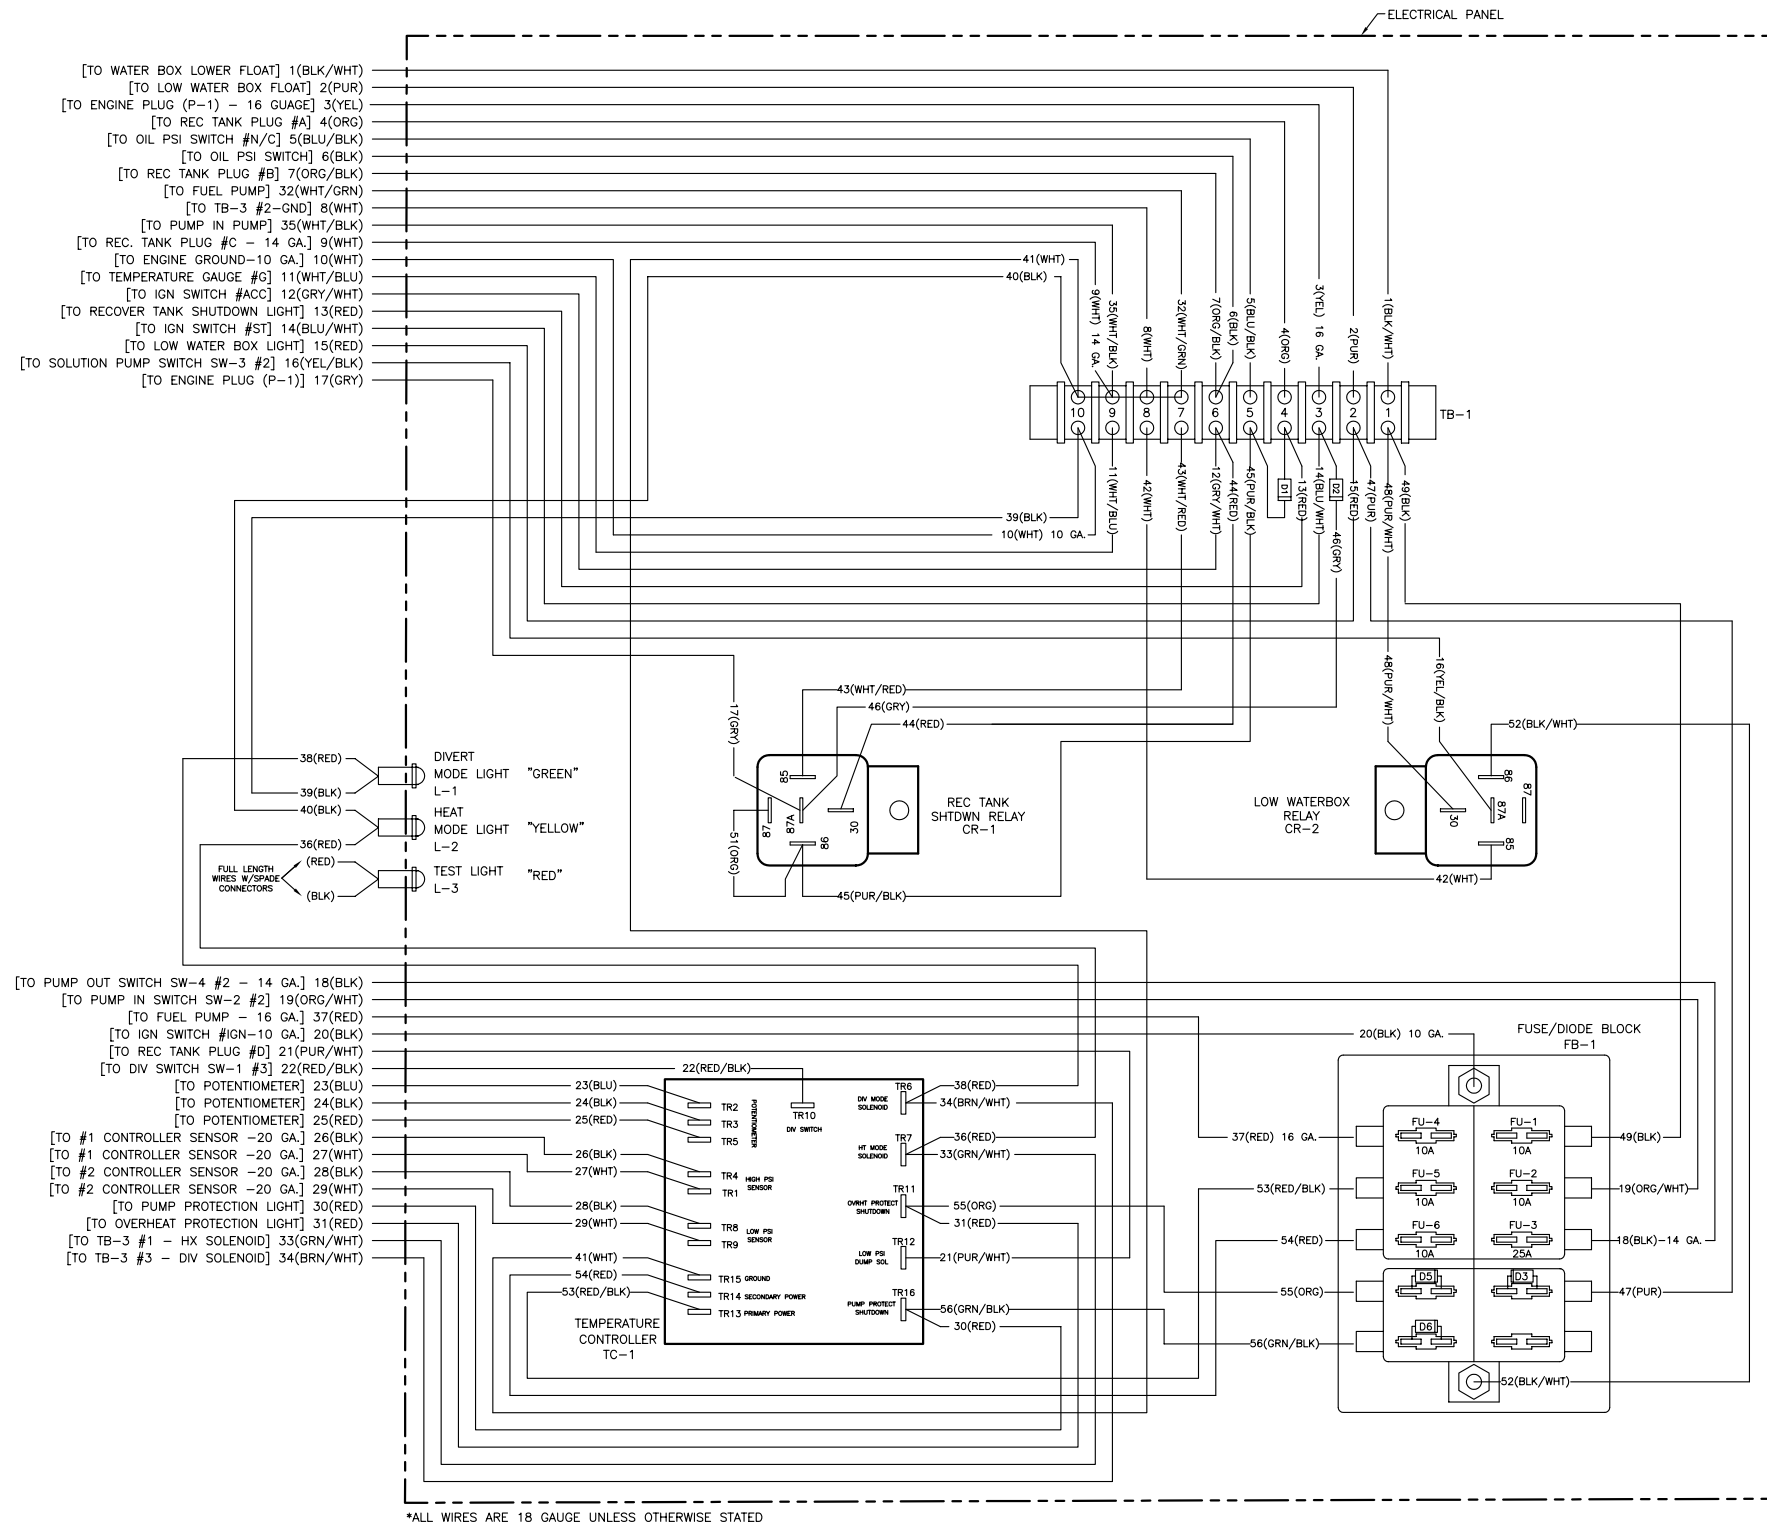 ELECTRICAL PANEL
[TO WATER BOX LOWER FLOAT] 1(BLK/WHT)
[TO LOW WATER BOX FLOAT] 2(PUR)
[TO ENGINE PLUG (P-1) - 16 GUAGE] 3(YEL)
[TO REC TANK PLUG #A] 4(ORG)
[TO OIL PSI SWITCH #N/C] 5(BLU/BLK)
[TO OIL PSI SWITCH] 6(BLK)
[TO REC TANK PLUG #B] 7(ORG/BLK)
[TO FUEL PUMP] 32(WHT/GRN)
[TO TB-3 #2-GND] 8(WHT)
[TO PUMP IN PUMP] 35(WHT/BLK)
[TO REC. TANK PLUG #C - 14 GA.] 9(WHT)
[TO ENGINE GROUND-10 GA.] 10(WHT)
[TO TEMPERATURE GAUGE #G] 11(WHT/BLU)
[TO IGN SWITCH #ACC] 12(GRY/WHT)
[TO RECOVER TANK SHUTDOWN LIGHT] 13(RED)
[TO IGN SWITCH #ST] 14(BLU/WHT)
[TO LOW WATER BOX LIGHT] 15(RED)
[TO SOLUTION PUMP SWITCH SW-3 #2] 16(YEL/BLK)
[TO ENGINE PLUG (P-1)] 17(GRY)
41(WHT)
40(BLK)
9(WHT) 14 GA.
35(WHT/BLK)
8(WHT)
32(WHT/GRN)
7(ORG/BLK)
6(BLK)
5(BLU/BLK)
4(ORG)
3(YEL) 16 GA.
2(PUR)
1(BLK/WHT)
10 9 8 7 6 5 4 3 2 1
TB-1
11(WHT/BLU)
42(WHT)
43(WHT/RED)
12(GRY/WHT)
44(RED)
45(PUR/BLK)
D1
13(RED)
14(BLU/WHT)
D2
46(GRY)
15(RED)
47(PUR)
48(PUR/WHT)
49(BLK)
39(BLK)
10(WHT) 10 GA.
43(WHT/RED)
46(GRY)
44(RED)
17(GRY)
85
87
87A
30
86
51(ORG)
45(PUR/BLK)
REC TANK
SHTDWN RELAY
CR-1
48(PUR/WHT)
16(YEL/BLK)
52(BLK/WHT)
LOW WATERBOX
RELAY
CR-2
86
87
87A
30
85
42(WHT)
38(RED)
39(BLK)
DIVERT
MODE LIGHT "GREEN"
L-1
40(BLK)
36(RED)
HEAT
MODE LIGHT "YELLOW"
L-2
FULL LENGTH
WIRES W/SPADE
CONNECTORS
(RED)
(BLK)
TEST LIGHT "RED"
L-3
[TO PUMP OUT SWITCH SW-4 #2 - 14 GA.] 18(BLK)
[TO PUMP IN SWITCH SW-2 #2] 19(ORG/WHT)
[TO FUEL PUMP - 16 GA.] 37(RED)
[TO IGN SWITCH #IGN-10 GA.] 20(BLK)
[TO REC TANK PLUG #D] 21(PUR/WHT)
[TO DIV SWITCH SW-1 #3] 22(RED/BLK)
[TO POTENTIOMETER] 23(BLU)
[TO POTENTIOMETER] 24(BLK)
[TO POTENTIOMETER] 25(RED)
[TO #1 CONTROLLER SENSOR -20 GA.] 26(BLK)
[TO #1 CONTROLLER SENSOR -20 GA.] 27(WHT)
[TO #2 CONTROLLER SENSOR -20 GA.] 28(BLK)
[TO #2 CONTROLLER SENSOR -20 GA.] 29(WHT)
[TO PUMP PROTECTION LIGHT] 30(RED)
[TO OVERHEAT PROTECTION LIGHT] 31(RED)
[TO TB-3 #1 - HX SOLENOID] 33(GRN/WHT)
[TO TB-3 #3 - DIV SOLENOID] 34(BRN/WHT)
22(RED/BLK)
23(BLU)
24(BLK)
25(RED)
26(BLK)
27(WHT)
28(BLK)
29(WHT)
41(WHT)
54(RED)
53(RED/BLK)
TR2
TR3
TR5
POTENTIOMETER
TR10
DIV SWITCH
TR4
TR1
HIGH PSI
SENSOR
TR8
TR9
LOW PSI
SENSOR
TR15 GROUND
TR14 SECONDARY POWER
TR13 PRIMARY POWER
TR6
DIV MODE
SOLENOID
TR7
HT MODE
SOLENOID
TR11
OVRHT PROTECT
SHUTDOWN
TR12
LOW PSI
DUMP SOL
TR16
PUMP PROTECT
SHUTDOWN
TEMPERATURE
CONTROLLER
TC-1
38(RED)
34(BRN/WHT)
36(RED)
33(GRN/WHT)
55(ORG)
31(RED)
21(PUR/WHT)
56(GRN/BLK)
30(RED)
20(BLK) 10 GA.
FUSE/DIODE BLOCK
FB-1
37(RED) 16 GA.
53(RED/BLK)
54(RED)
55(ORG)
56(GRN/BLK)
FU-4
10A
FU-1
10A
FU-5
10A
FU-2
10A
FU-6
10A
FU-3
25A
D5
D3
D6
49(BLK)
19(ORG/WHT)
18(BLK)-14 GA.
47(PUR)
52(BLK/WHT)
*ALL WIRES ARE 18 GAUGE UNLESS OTHERWISE STATED